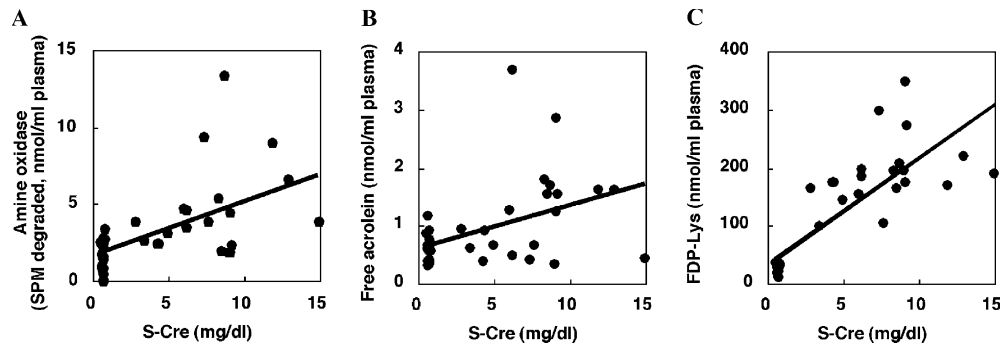 A
Amine oxidase
(SPM degraded, nmol/ml plasma)
15
10
5
0
0 5 10 15
S-Cre (mg/dl)
B
Free acrolein (nmol/ml plasma)
4
3
2
1
0
0 5 10 15
S-Cre (mg/dl)
C
FDP-Lys (nmol/ml plasma)
400
300
200
100
0
0 5 10 15
S-Cre (mg/dl)